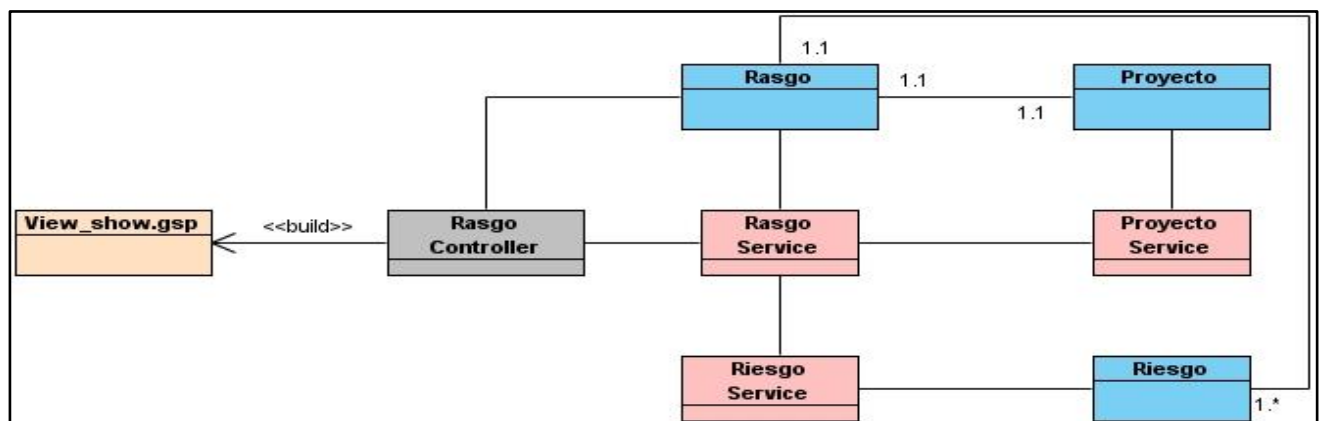 1.1
Rasgo
1.1
1.1
Proyecto
View_show.gsp
<<build>>
Rasgo
Controller
Rasgo
Service
Proyecto
Service
Riesgo
Service
Riesgo
1.*